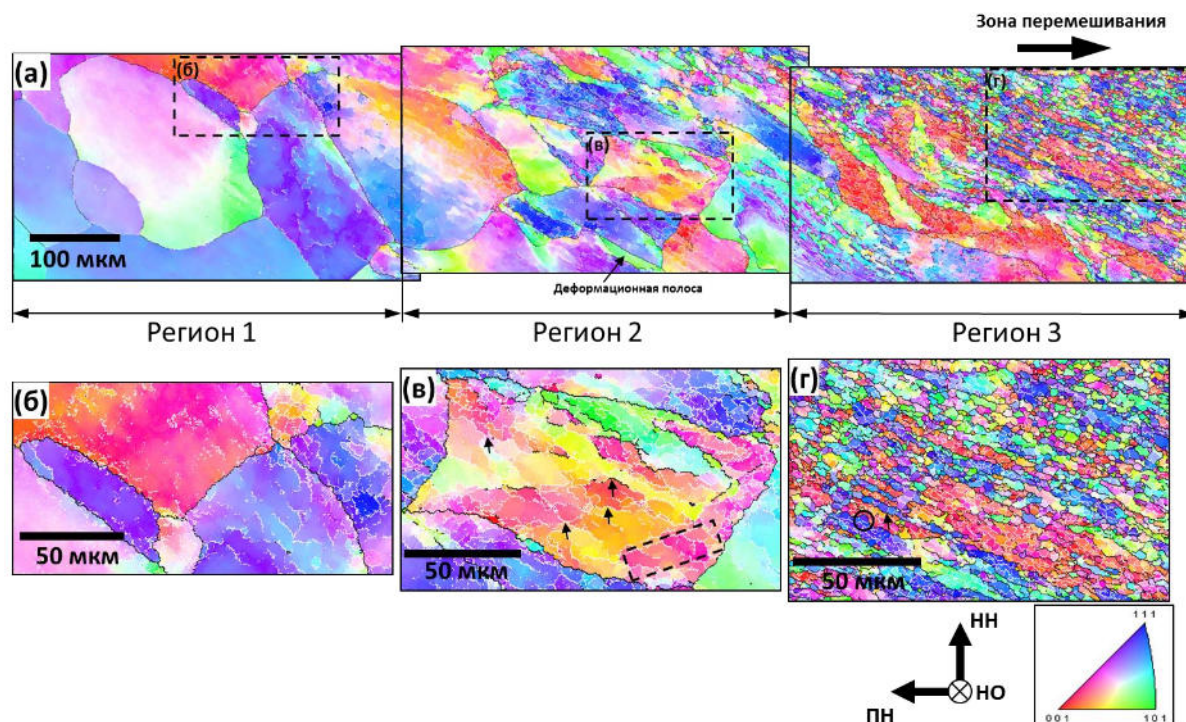 Зона перемешивания
(а)
(б)
(в)
(г)
100 мкм
Деформационная полоса
Регион 1
Регион 2
Регион 3
(б)
(в)
(г)
50 мкм
50 мкм
50 мкм
НН
НО
ПН
111
001
101